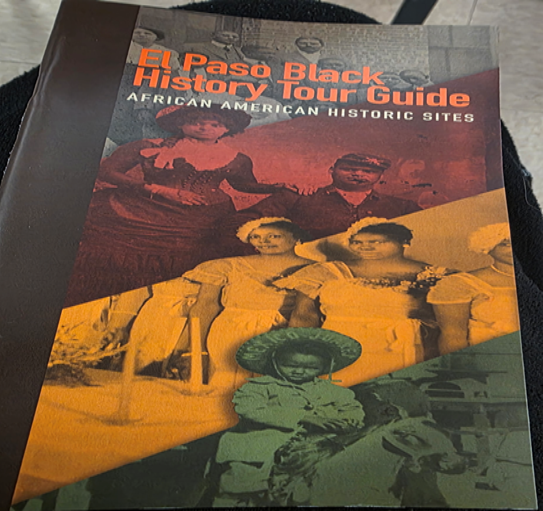 El Paso Black
History Tour Guide
AFRICAN AMERICAN HISTORIC SITES